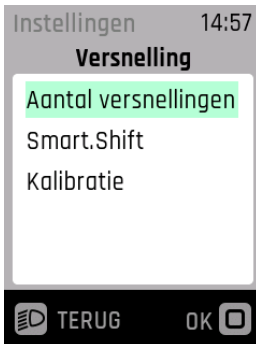 Instellingen 14:57
Versnelling
Aantal versnellingen
Smart.Shift
Kalibratie
TERUG OK